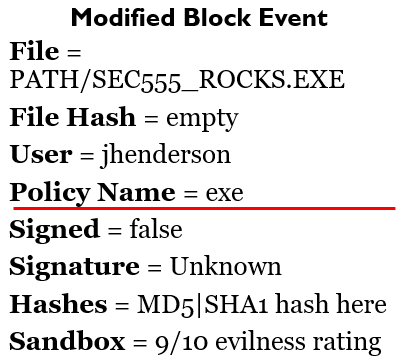 Modified Block Event
File =
PATH/SEC555_ROCKS.EXE
File Hash = empty
User = jhenderson
Policy Name = exe
Signed = false
Signature = Unknown
Hashes = MD5|SHA1 hash here
Sandbox = 9/10 evilness rating